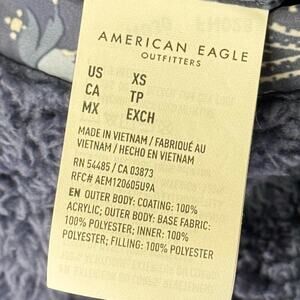 AMERICAN EAGLE
OUTFITTERS
US XS
CA TP
MX EXCH
MADE IN VIETNAM / FABRIQUÉ AU
VIETNAM / HECHO EN VIETNAM
RN 54485 / CA 03873
RFC# AEM120605U9A
EN OUTER BODY: COATING: 100%
ACRYLIC; OUTER BODY: BASE FABRIC:
100% POLYESTER; INNER: 100%
POLYESTER; FILLING: 100% POLYESTER